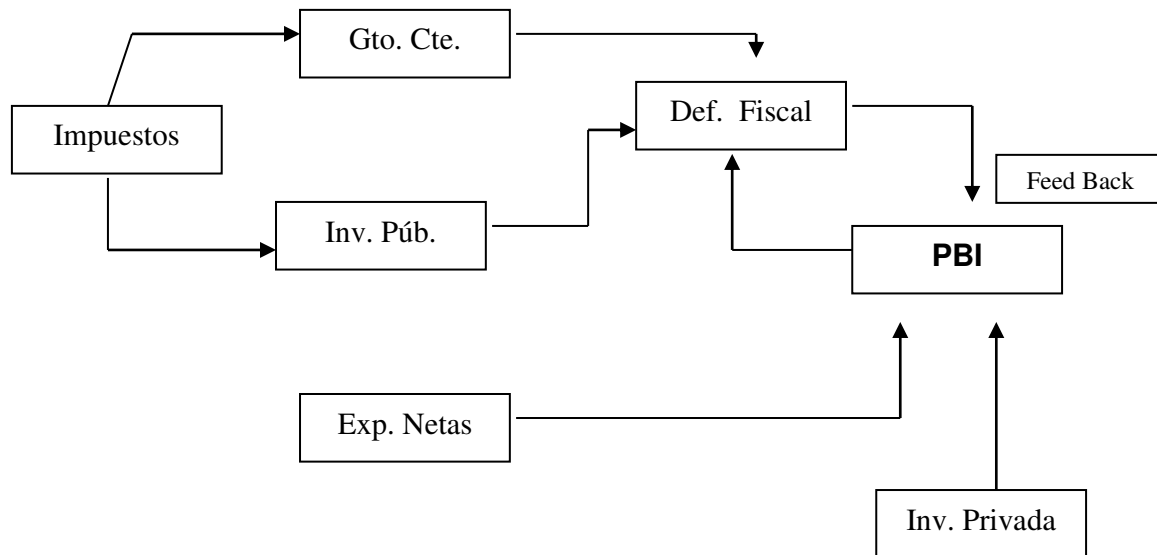 Gto. Cte.
Def. Fiscal
Impuestos
Feed Back
Inv. Púb.
PBI
Exp. Netas
Inv. Privada